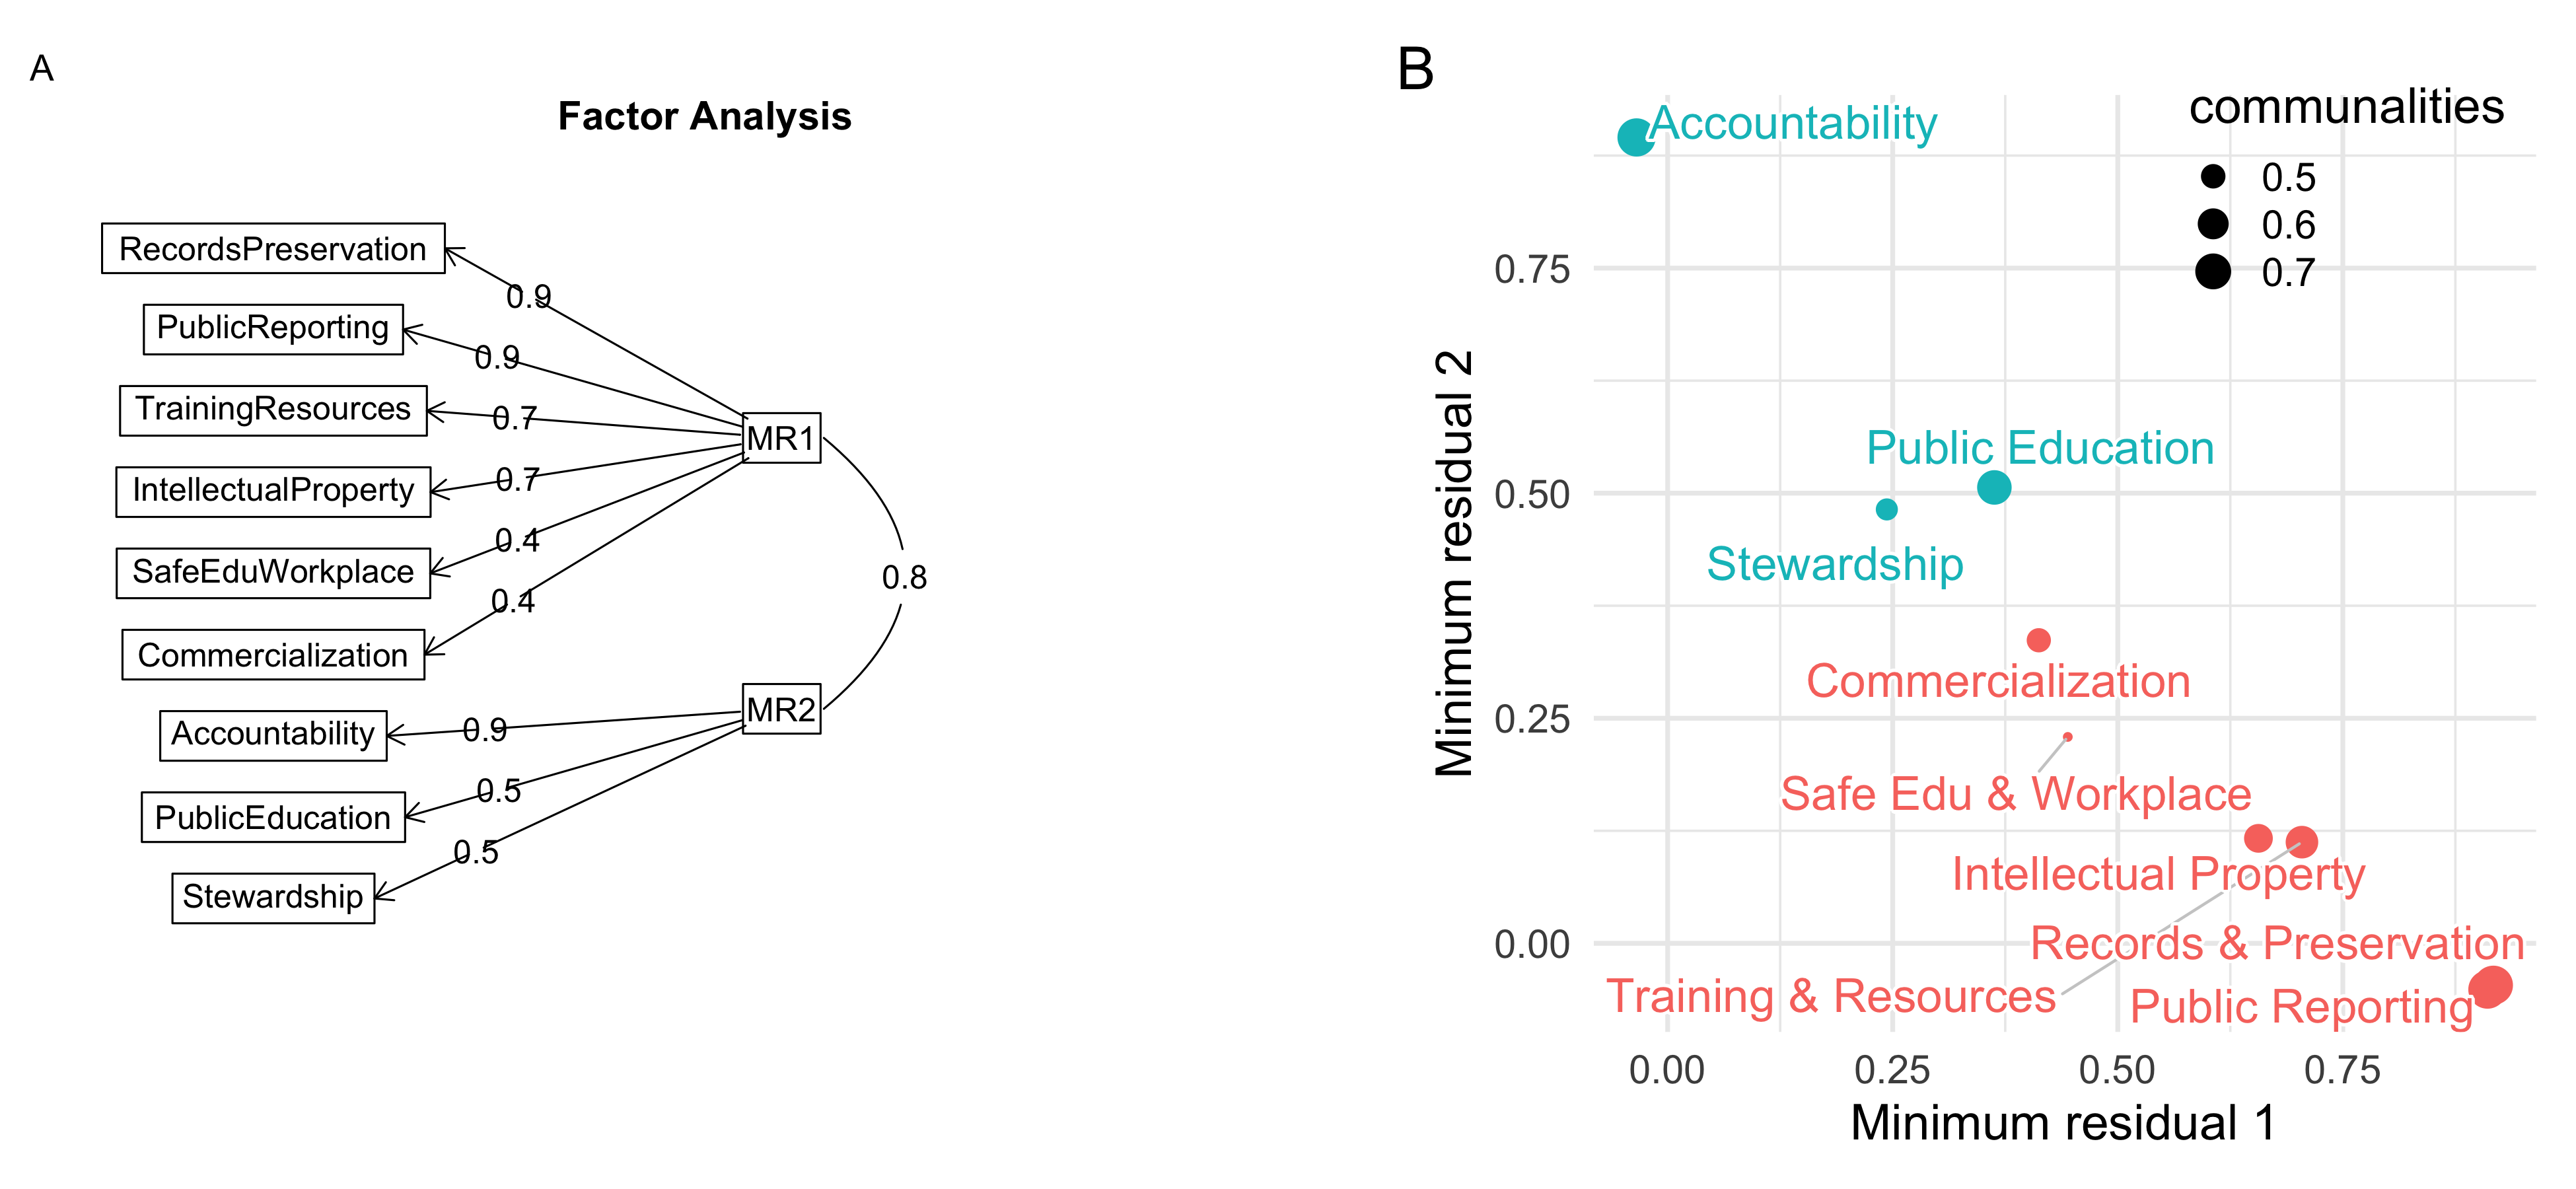 A
Factor Analysis
RecordsPreservation
PublicReporting
TrainingResources
IntellectualProperty
SafeEduWorkplace
Commercialization
Accountability
PublicEducation
Stewardship
0.9
0.9
0.7
0.7
0.4
0.4
0.9
0.5
0.5
MR1
MR2
0.8
B
communalities
0.5
0.6
0.7
Accountability
Public Education
Stewardship
Commercialization
Safe Edu & Workplace
Intellectual Property
Records & Preservation
Training & Resources
Public Reporting
Minimum residual 2
0.75
0.50
0.25
0.00
0.00 0.25 0.50 0.75
Minimum residual 1